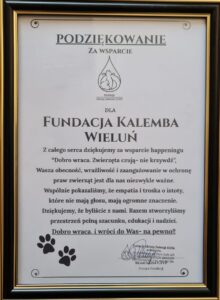 PODZIĘKOWANIE
ZA WSPARCIE
DLA
FUNDACJA KALEMBA
WIELUŃ
Z całego serca dziękujemy za wsparcie happeningu
"Dobro wraca. Zwierzęta czują- nie krzywdź".
Wasza obecność, wrażliwość i zaangażowanie w ochronę
praw zwierząt jest dla nas niezwykle ważne.
Wspólnie pokazaliśmy, że empatia i troska o istoty,
które nie mają głosu, mają ogromne znaczenie.
Dziękujemy, że byliście z nami. Razem stworzyliśmy
przestrzeń pełną szacunku, edukacji i nadziei.
Dobro wraca, i wróci do Was- na pewno!!